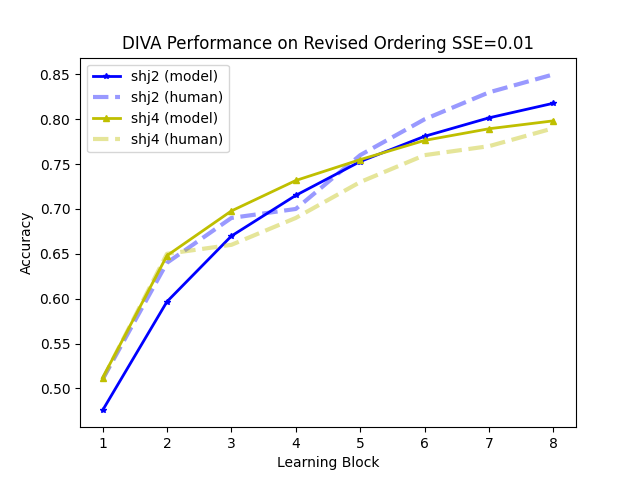 DIVA Performance on Revised Ordering SSE=0.01
shj2 (model)
shj2 (human)
shj4 (model)
shj4 (human)
0.85
0.80
0.75
0.70
0.65
0.60
0.55
0.50
Accuracy
1 2 3 4 5 6 7 8
Learning Block